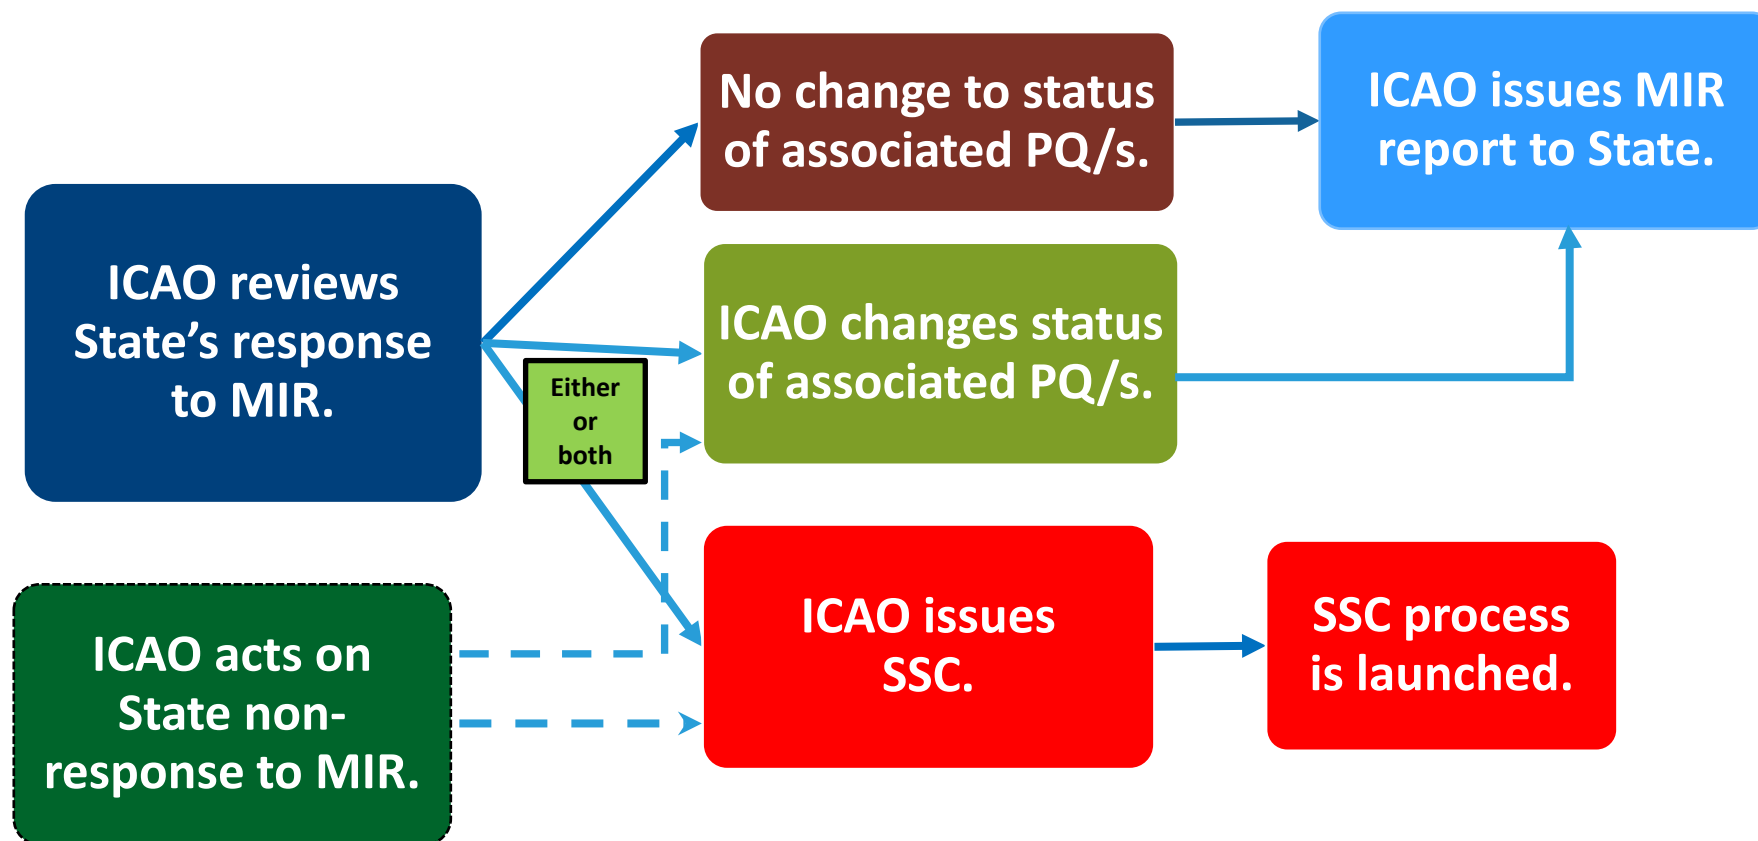 ICAO reviews
State’s response
to MIR.
ICAO acts on
State non-
response to MIR.
Either
or
both
No change to status
of associated PQ/s.
ICAO changes status
of associated PQ/s.
ICAO issues
SSC.
ICAO issues MIR
report to State.
SSC process
is launched.